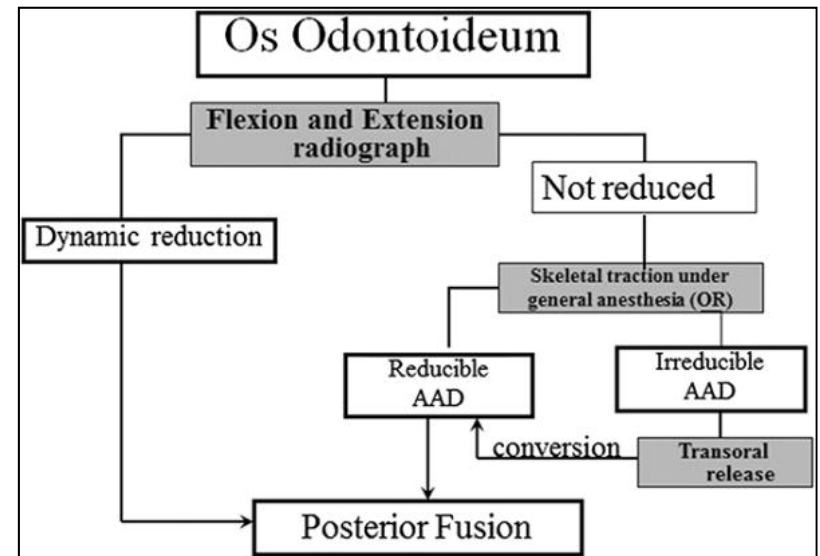 Os Odontoideum
Flexion and Extension
radiograph
Not reduced
Dynamic reduction
Skeletal traction under
general anesthesia (OR)
Reducible
AAD
Irreducible
AAD
conversion
Transoral
release
Posterior Fusion